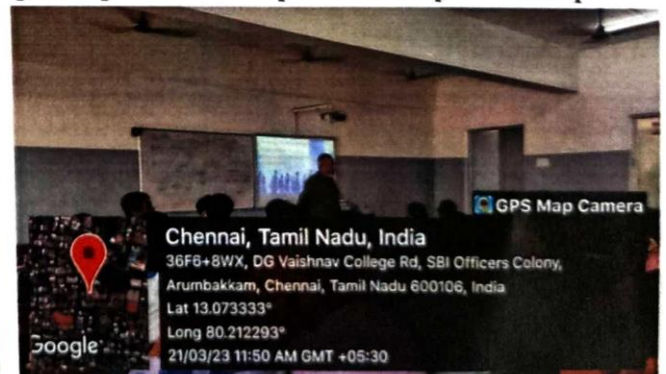 GPS Map Camera
Chennai, Tamil Nadu, India
36F6+8WX, DG Vaishnav College Rd, SBI Officers Colony,
Arumbakkam, Chennai, Tamil Nadu 600106, India
Lat 13.073333°
Long 80.212293°
Google
21/03/23 11:50 AM GMT +05:30